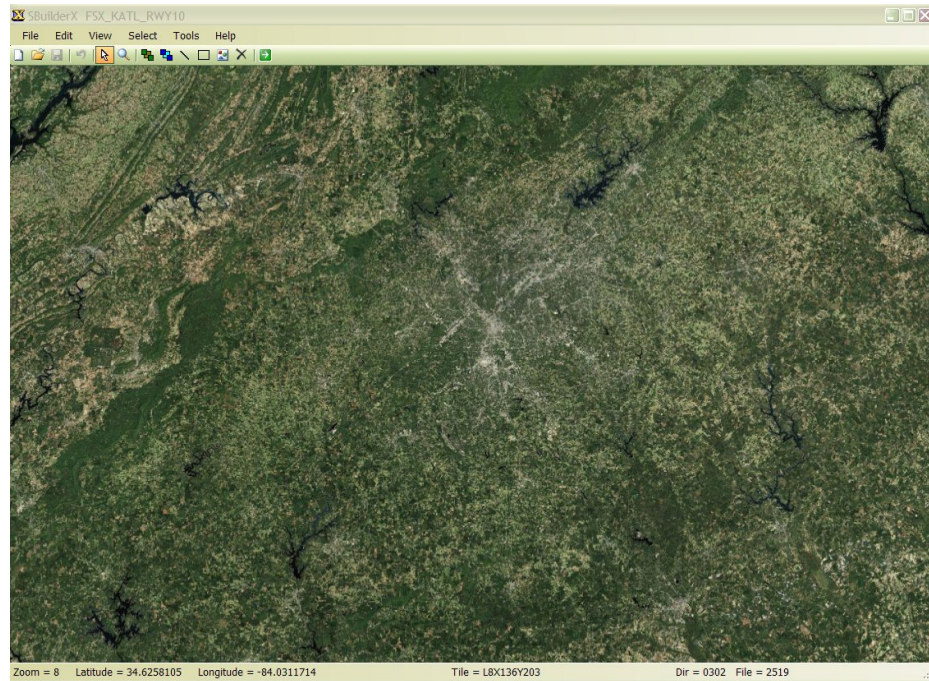 SBuilderX FSX_KATL_RWY10
File Edit View Select Tools Help
Zoom = 8 Latitude = 34.6258105 Longitude = -84.0311714 Tile = L8X136Y203 Dir = 0302 File = 2519